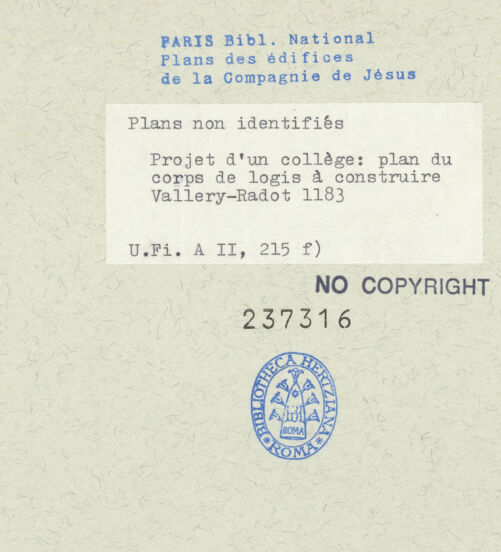 PARIS Bibl. National
Plans des édifices
de la Compagnie de Jésus
Plans non identifiés
Projet d'un collège: plan du
corps de logis à construire
Vallery-Radot 1183
U.Fi. A II, 215 f)
NO COPYRIGHT
237316
BIBLIOTHECA HERTZIANA
ROMA
*ROMA*